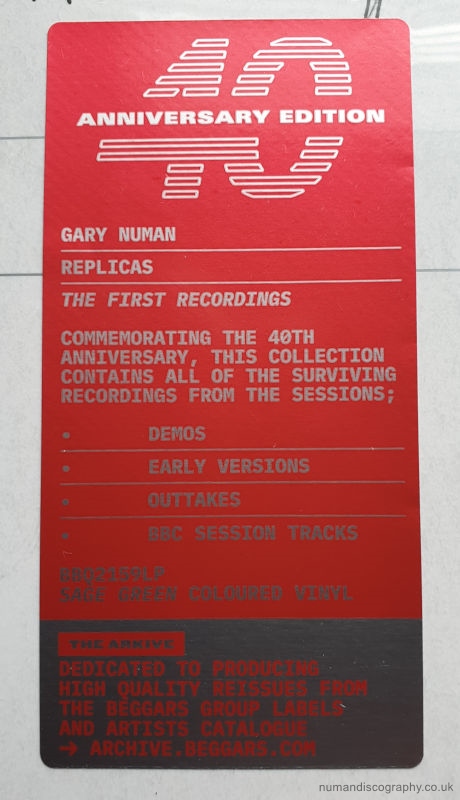 40
ANNIVERSARY EDITION
GARY NUMAN
REPLICAS
THE FIRST RECORDINGS
COMMEMORATING THE 40TH
ANNIVERSARY, THIS COLLECTION
CONTAINS ALL OF THE SURVIVING
RECORDINGS FROM THE SESSIONS;
• DEMOS
• EARLY VERSIONS
• OUTTAKES
• BBC SESSION TRACKS
BBQ2159LP
SAGE GREEN COLOURED VINYL
THE ARKIVE
DEDICATED TO PRODUCING
HIGH QUALITY REISSUES FROM
THE BEGGARS GROUP LABELS
AND ARTISTS CATALOGUE
→ ARCHIVE.BEGGARS.COM
numandiscography.co.uk